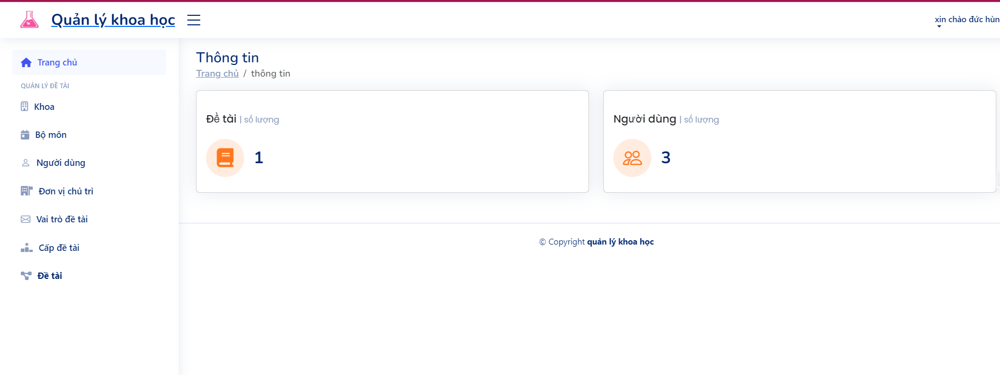 Quản lý khoa học
xin chào đức hùn
Trang chủ
QUẢN LÝ ĐỀ TÀI
Khoa
Bộ môn
Người dùng
Đơn vị chủ trì
Vai trò đề tài
Cấp đề tài
Đề tài
Thông tin
Trang chủ / thông tin
Đề tài | số lượng
1
Người dùng | số lượng
3
© Copyright quản lý khoa học